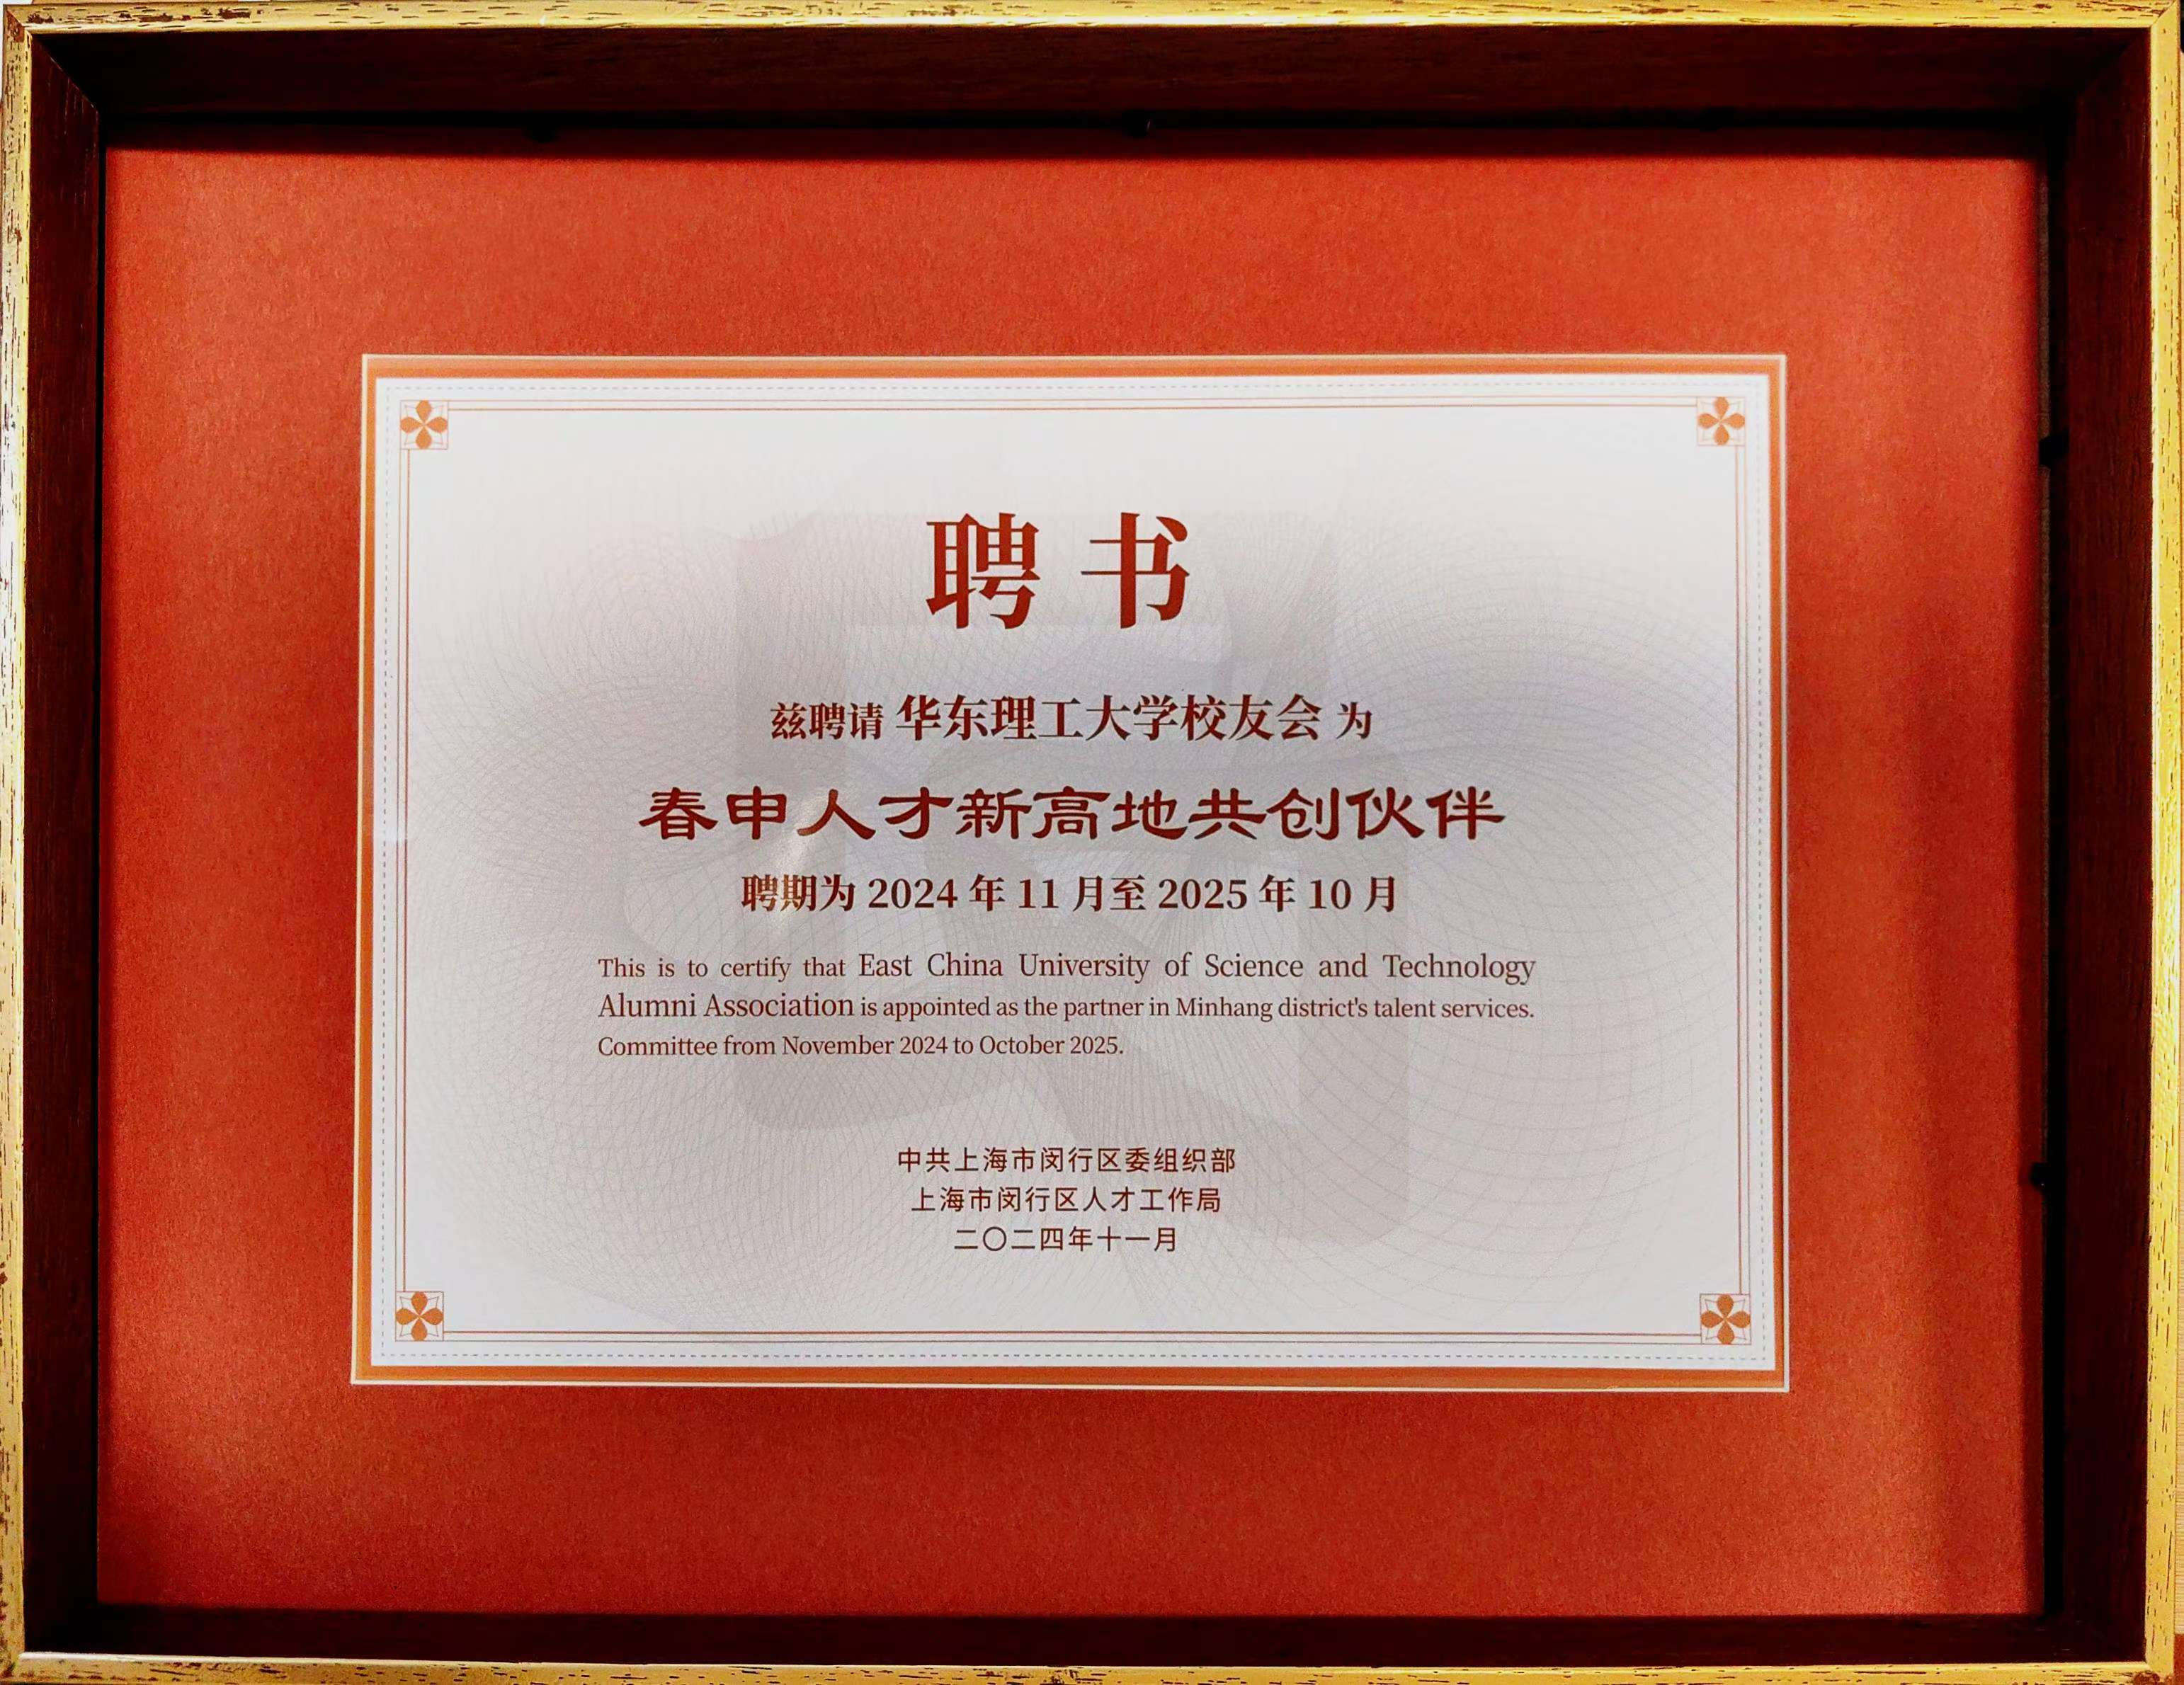 聘书
兹聘请 华东理工大学校友会 为
春申人才新高地共创伙伴
聘期为 2024 年 11 月至 2025 年 10 月
This is to certify that East China University of Science and Technology
Alumni Association is appointed as the partner in Minhang district's talent services.
Committee from November 2024 to October 2025.
中共上海市闵行区委组织部
上海市闵行区人才工作局
二〇二四年十一月